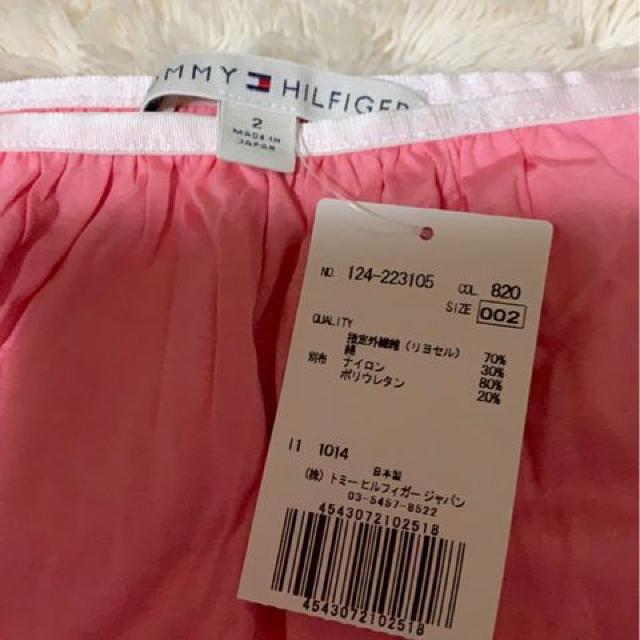 MMY HILFIGER
2
MADE IN
JAPAN
NO. 124-223105 COL 820
SIZE 002
QUALITY
指定外繊維（リヨセル） 70%
綿 30%
別布 ナイロン 80%
ポリウレタン 20%
11 1014
日本製
（株）トミー ヒルフィガー ジャパン
03-5457-8522
4543072102518
4543072102518